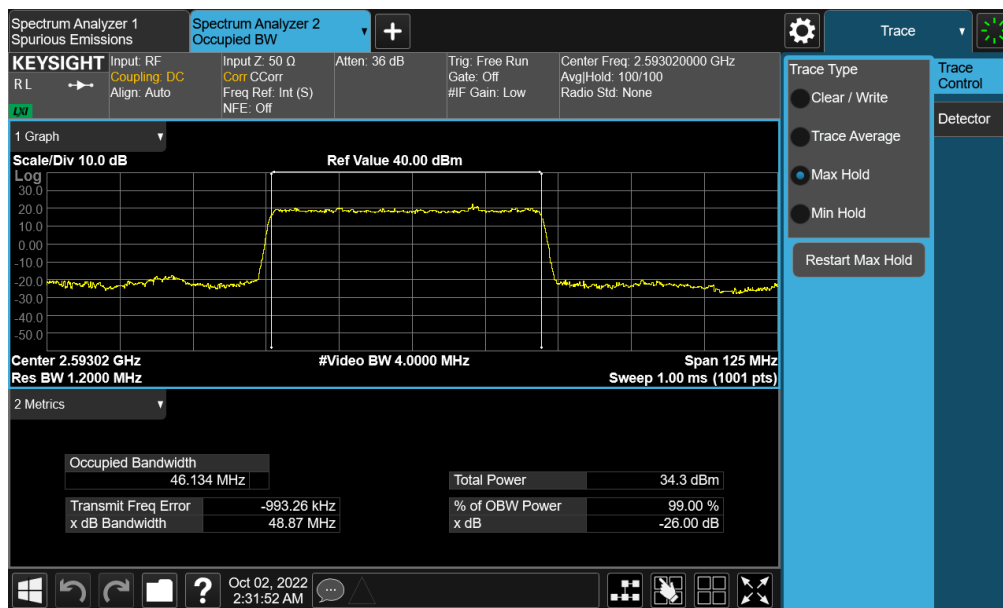 Spectrum Analyzer 1
Spurious Emissions
Spectrum Analyzer 2
Occupied BW
▼
+
Trace
▼
KEYSIGHT
R L
LXI
Input: RF
Coupling: DC
Align: Auto
Input Z: 50 Ω
Corr CCorr
Freq Ref: Int (S)
NFE: Off
Atten: 36 dB
Trig: Free Run
Gate: Off
#IF Gain: Low
Center Freq: 2.593020000 GHz
Avg|Hold: 100/100
Radio Std: None
1 Graph
▼
Scale/Div 10.0 dB
Ref Value 40.00 dBm
Log
30.0
20.0
10.0
0.00
-10.0
-20.0
-30.0
-40.0
-50.0
Center 2.59302 GHz
#Video BW 4.0000 MHz
Span 125 MHz
Res BW 1.2000 MHz
Sweep 1.00 ms (1001 pts)
2 Metrics
▼
Occupied Bandwidth
46.134 MHz
Total Power 34.3 dBm
Transmit Freq Error -993.26 kHz
% of OBW Power 99.00 %
x dB Bandwidth 48.87 MHz
x dB -26.00 dB
Trace Type
Clear / Write
Trace Average
Max Hold
Min Hold
Restart Max Hold
Trace
Control
Detector
?
Oct 02, 2022
2:31:52 AM